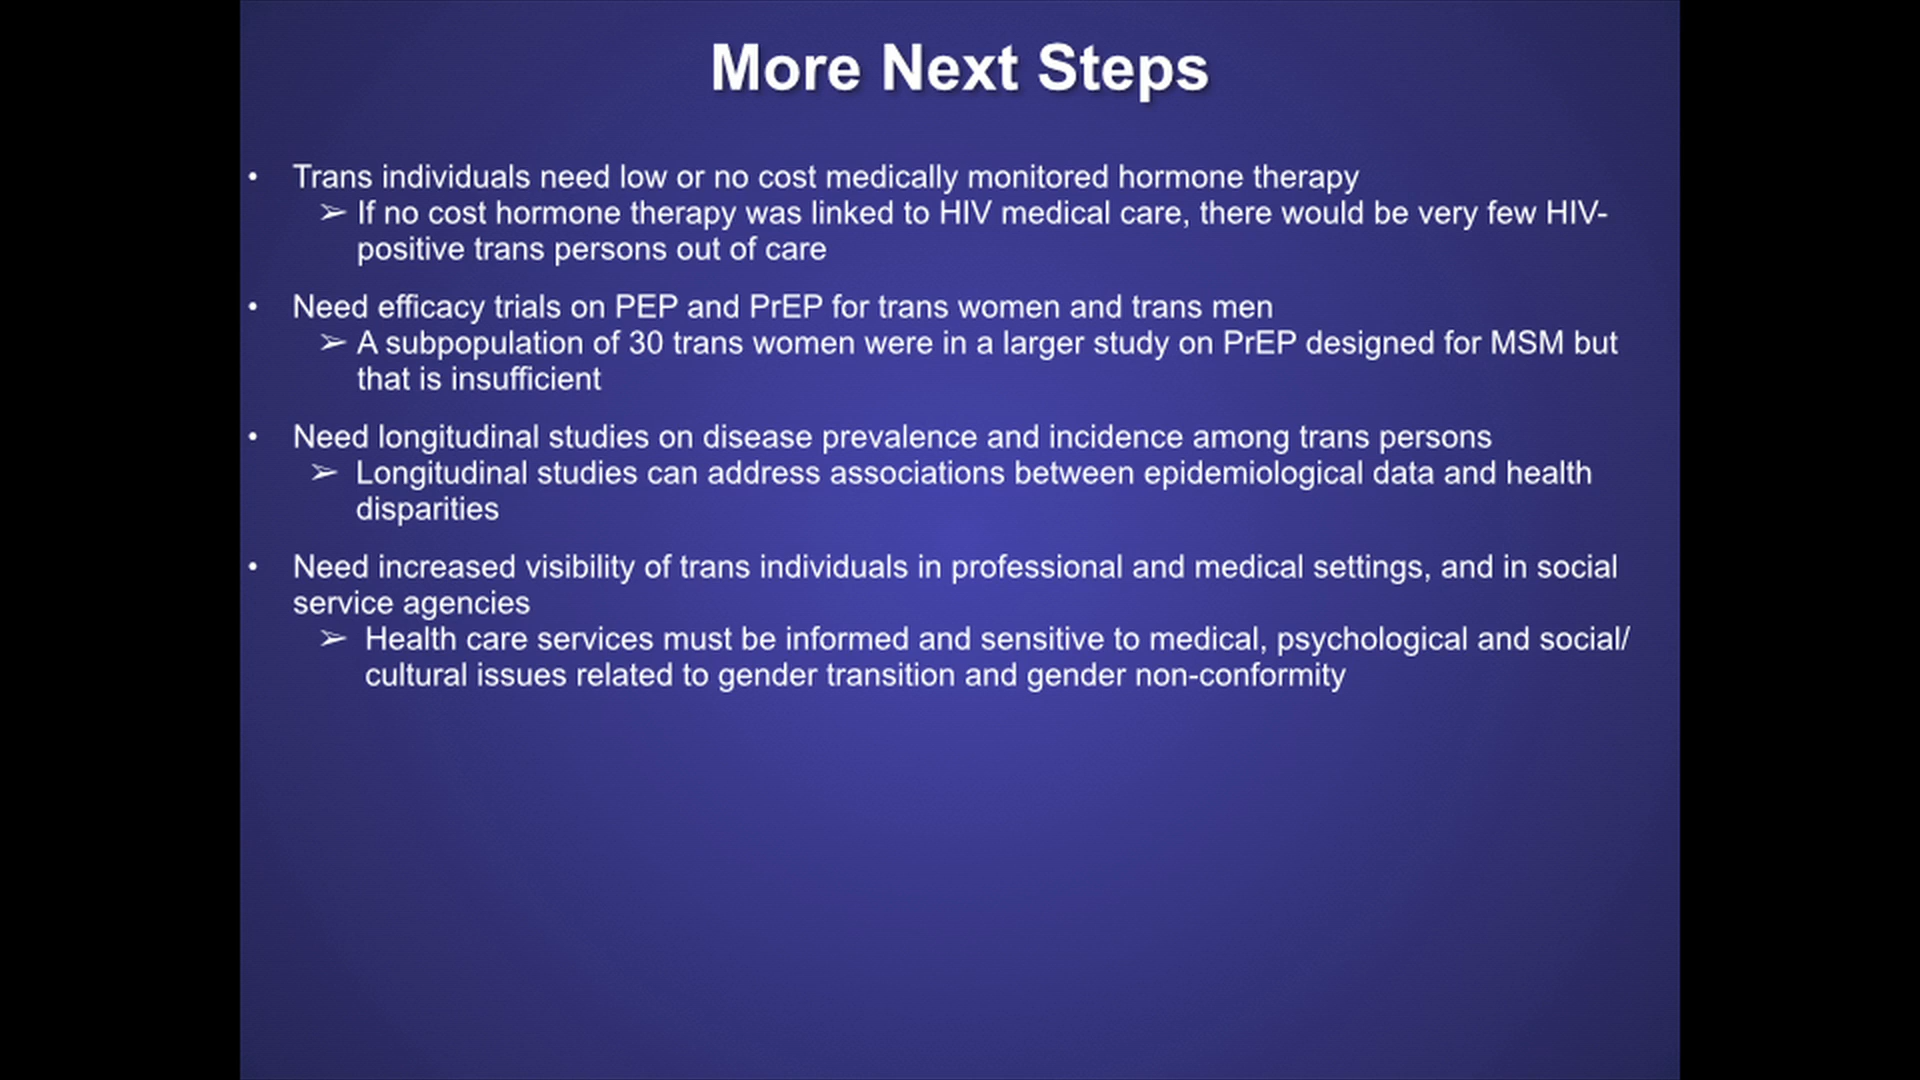 More Next Steps
• Trans individuals need low or no cost medically monitored hormone therapy
➢ If no cost hormone therapy was linked to HIV medical care, there would be very few HIV-
positive trans persons out of care
• Need efficacy trials on PEP and PrEP for trans women and trans men
➢ A subpopulation of 30 trans women were in a larger study on PrEP designed for MSM but
that is insufficient
• Need longitudinal studies on disease prevalence and incidence among trans persons
➢ Longitudinal studies can address associations between epidemiological data and health
disparities
• Need increased visibility of trans individuals in professional and medical settings, and in social
service agencies
➢ Health care services must be informed and sensitive to medical, psychological and social/
cultural issues related to gender transition and gender non-conformity